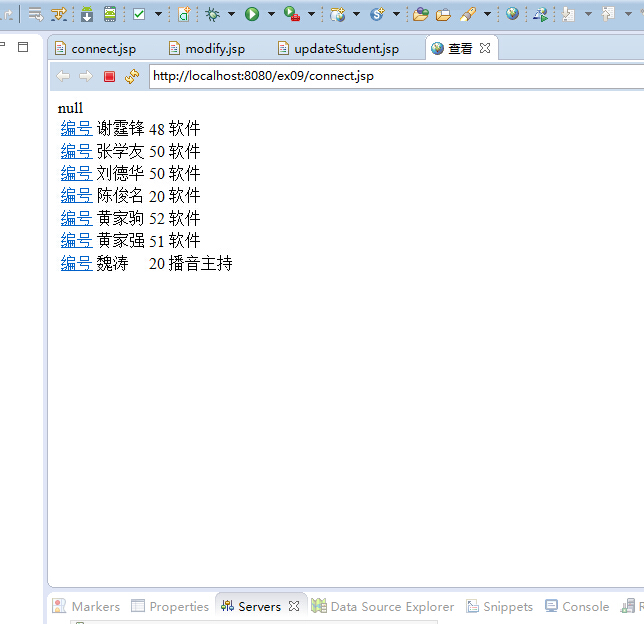 connect.jsp modify.jsp updateStudent.jsp 查看
http://localhost:8080/ex09/connect.jsp
null
编号 谢霆锋 48 软件
编号 张学友 50 软件
编号 刘德华 50 软件
编号 陈俊名 20 软件
编号 黄家驹 52 软件
编号 黄家强 51 软件
编号 魏涛 20 播音主持
Markers Properties Servers Data Source Explorer Snippets Console R